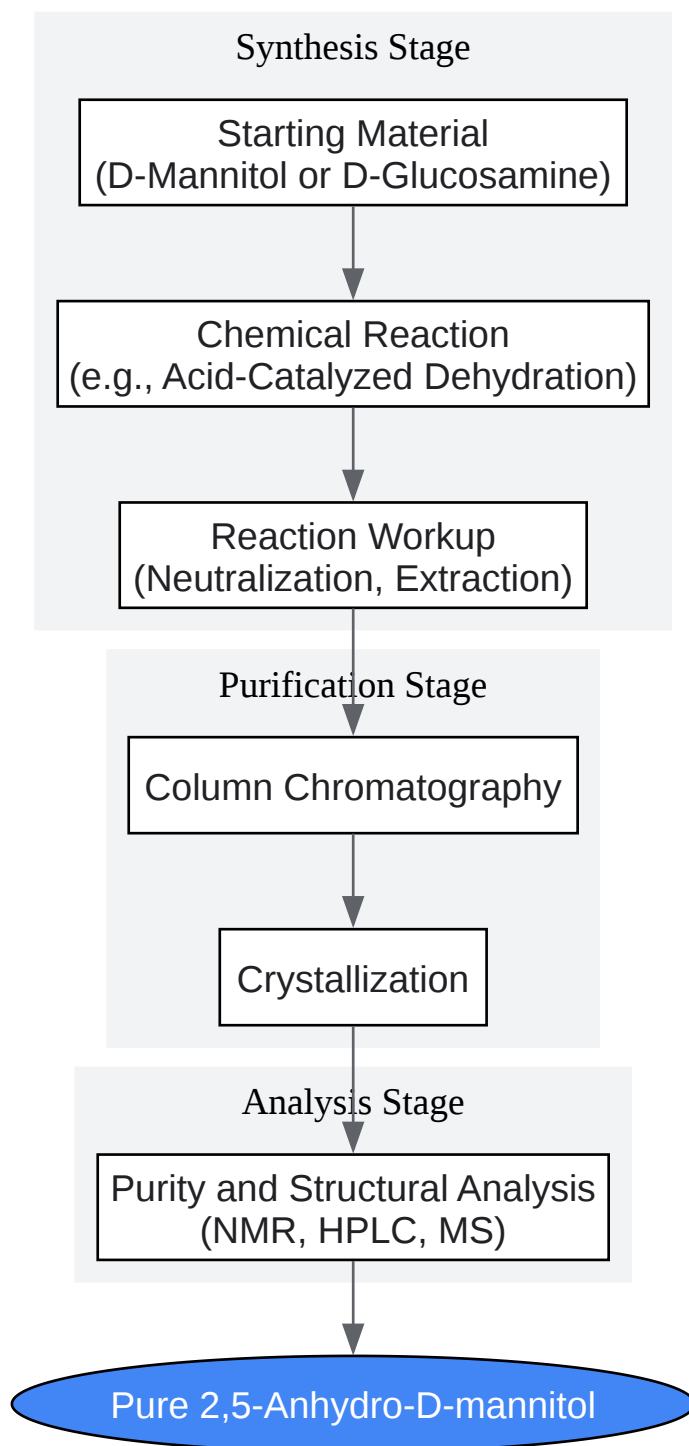 Synthesis Stage
Starting Material
(D-Mannitol or D-Glucosamine)
Chemical Reaction
(e.g., Acid-Catalyzed Dehydration)
Reaction Workup
(Neutralization, Extraction)
Purification Stage
Column Chromatography
Crystallization
Analysis Stage
Purity and Structural Analysis
(NMR, HPLC, MS)
Pure 2,5-Anhydro-D-mannitol